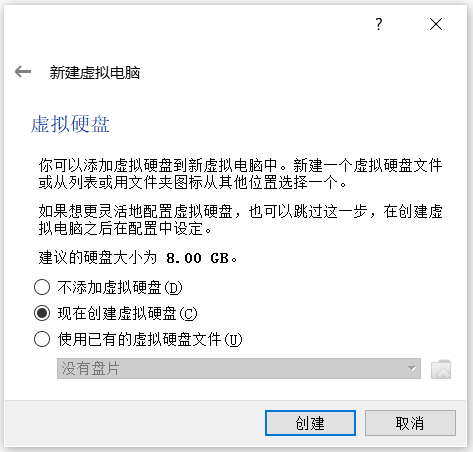 ?
新建虚拟电脑
虚拟硬盘
你可以添加虚拟硬盘到新虚拟电脑中。新建一个虚拟硬盘文件
或从列表或用文件夹图标从其他位置选择一个。
如果想更灵活地配置虚拟硬盘，也可以跳过这一步，在创建虚
拟电脑之后在配置中设定。
建议的硬盘大小为 8.00 GB。
不添加虚拟硬盘(D)
现在创建虚拟硬盘(C)
使用已有的虚拟硬盘文件(U)
没有盘片
创建
取消